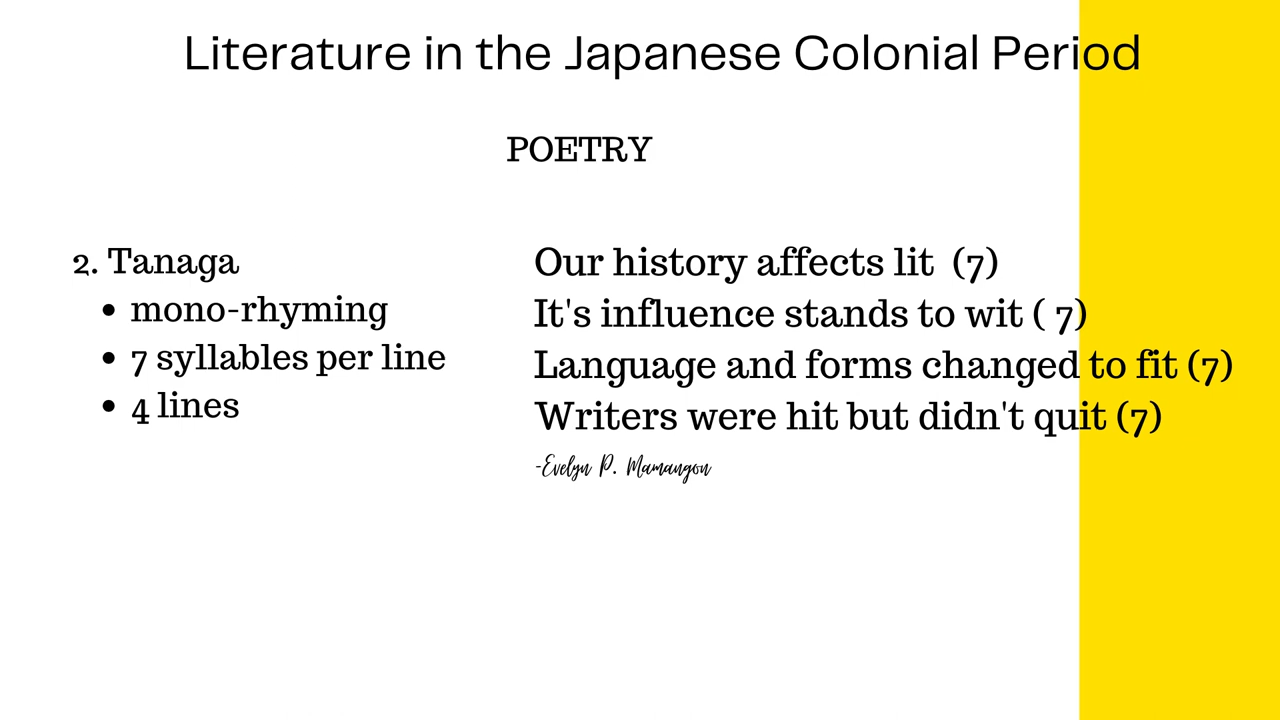 Literature in the Japanese Colonial Period
POETRY
2. Tanaga
• mono-rhyming
• 7 syllables per line
• 4 lines
Our history affects lit (7)
It's influence stands to wit ( 7)
Language and forms changed to fit (7)
Writers were hit but didn't quit (7)
-Evelyn P. Mamangon